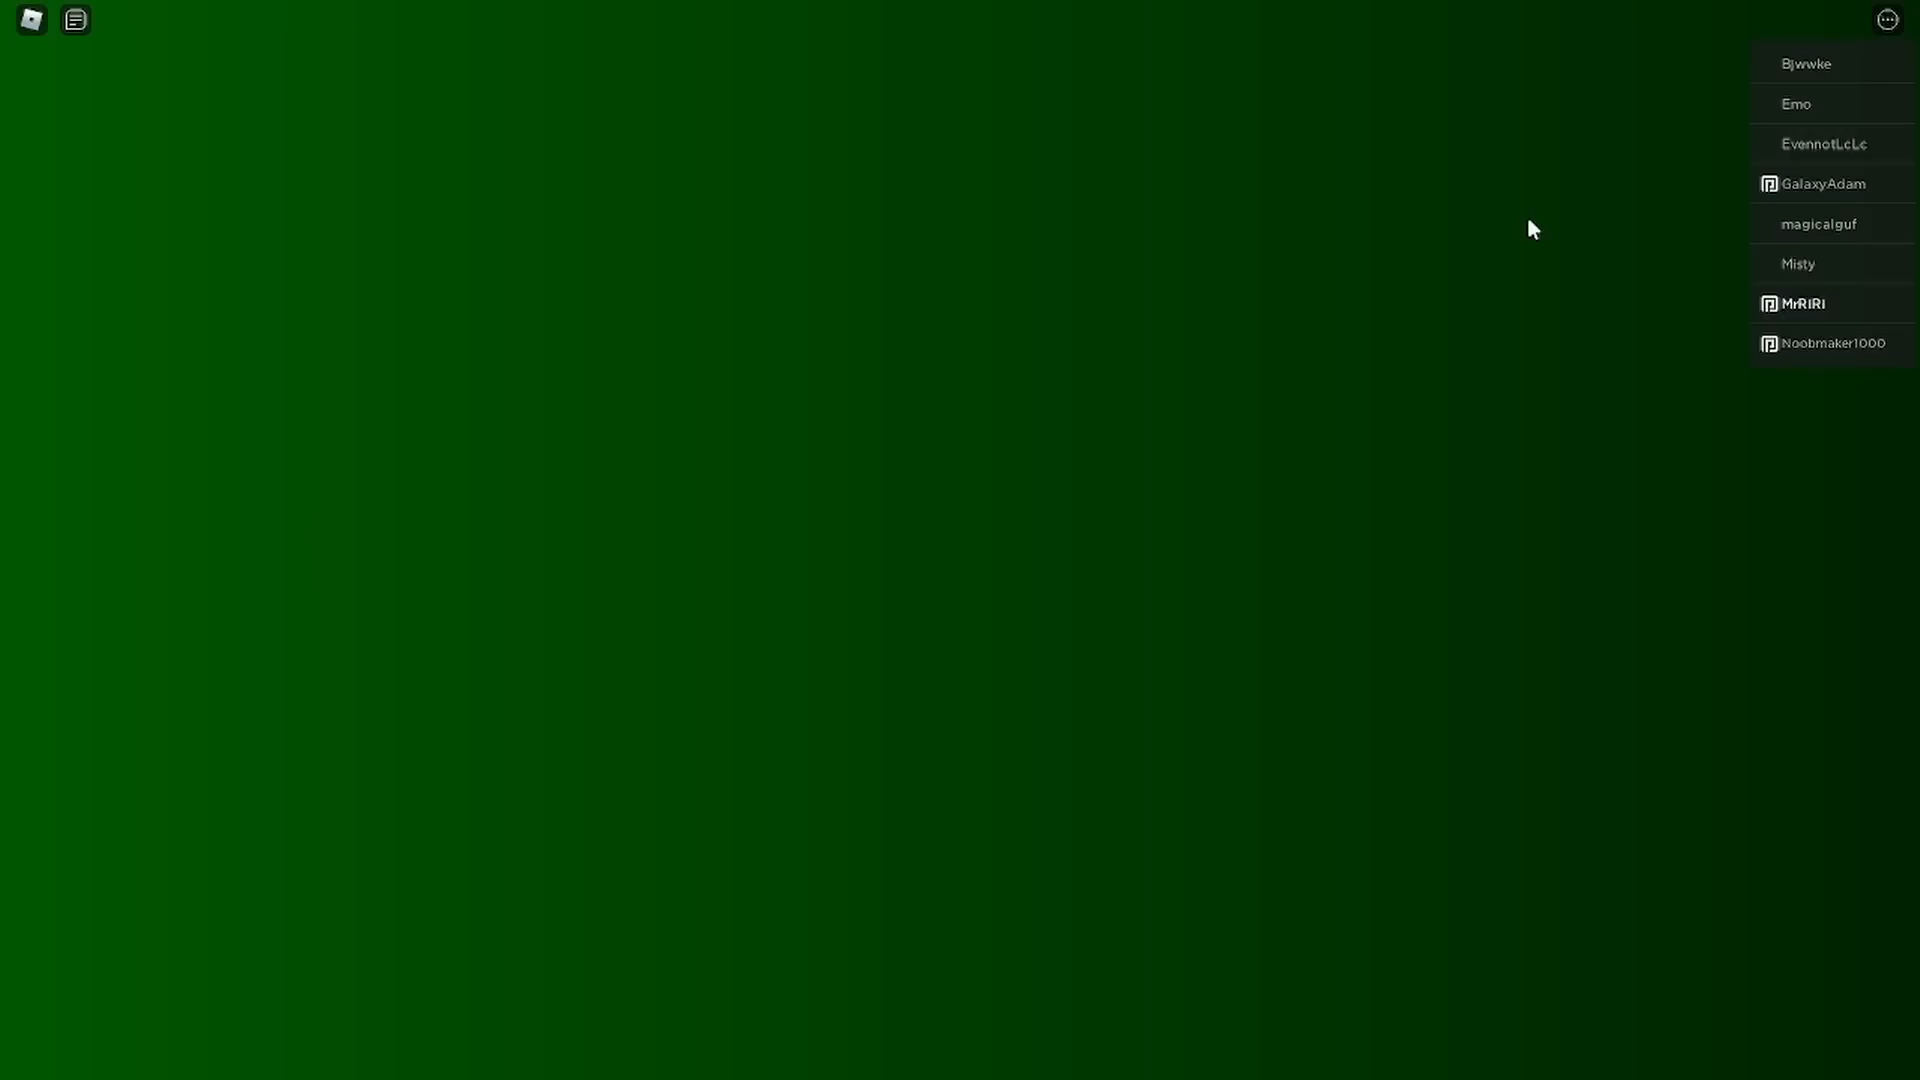 Bjwwke
Emo
EvennotLcLc
GalaxyAdam
magicalguf
Misty
MrRIRI
Noobmaker1000